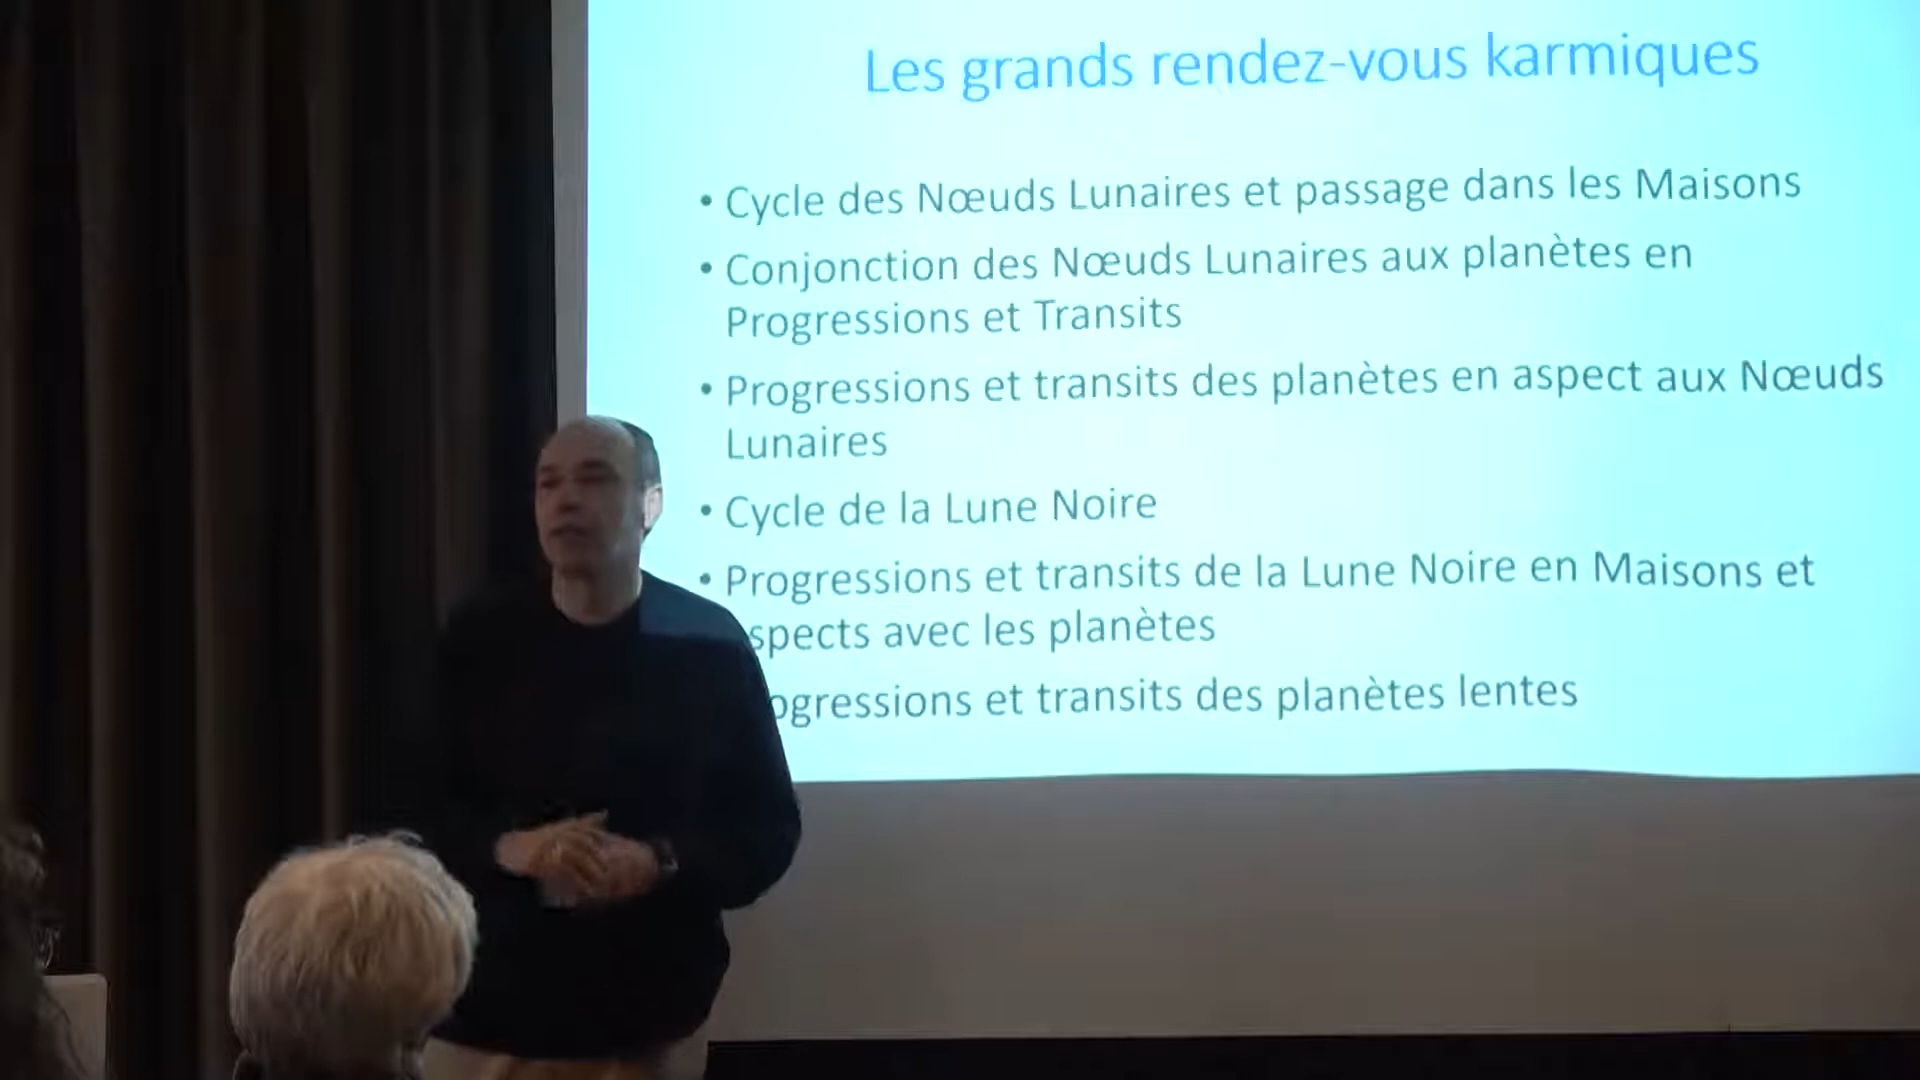 Les grands rendez-vous karmiques
• Cycle des Nœuds Lunaires et passage dans les Maisons
• Conjonction des Nœuds Lunaires aux planètes en
Progressions et Transits
• Progressions et transits des planètes en aspect aux Nœuds
Lunaires
• Cycle de la Lune Noire
• Progressions et transits de la Lune Noire en Maisons et
spects avec les planètes
ogressions et transits des planètes lentes